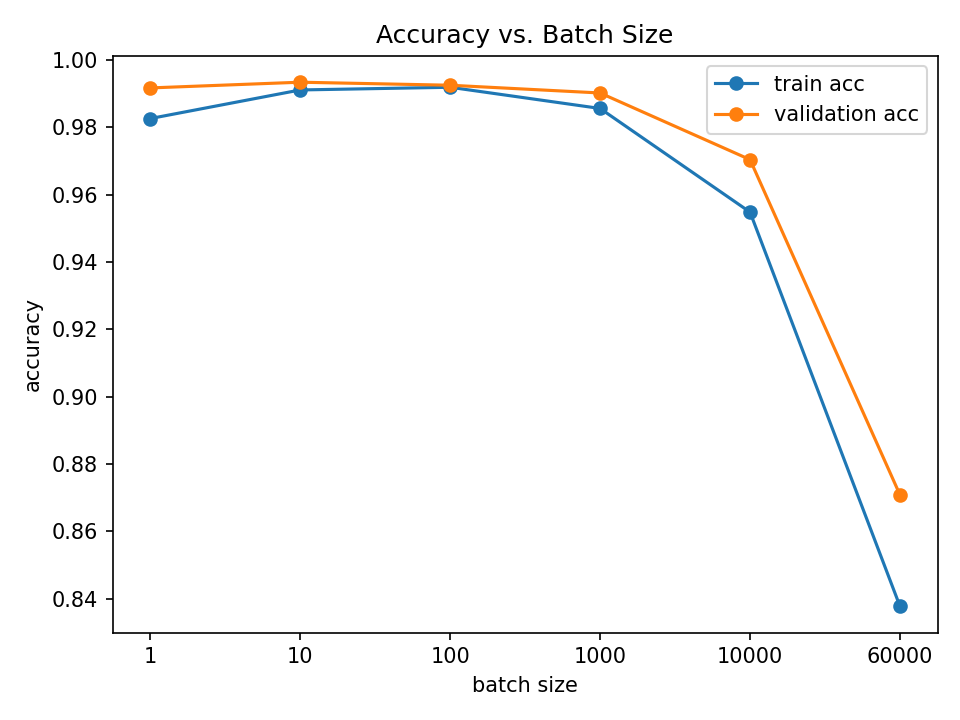 Accuracy vs. Batch Size
train acc
validation acc
accuracy
1.00
0.98
0.96
0.94
0.92
0.90
0.88
0.86
0.84
1 10 100 1000 10000 60000
batch size